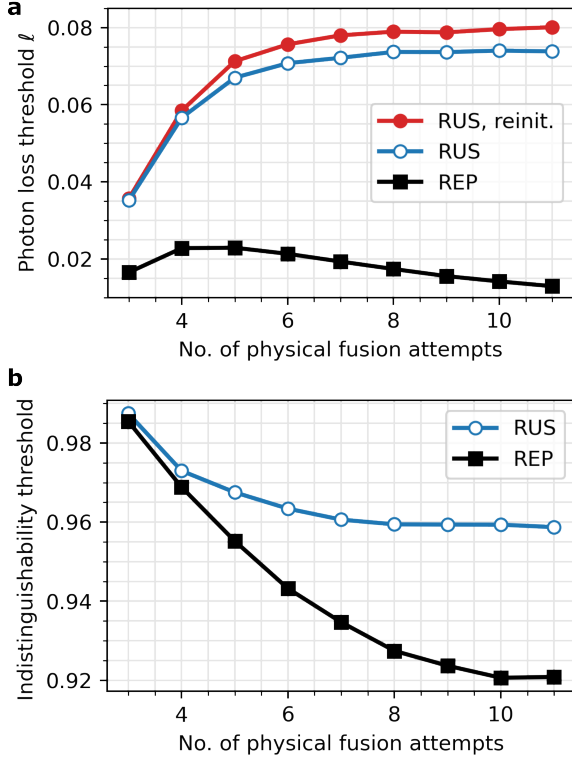 a
Photon loss threshold ℓ
0.08
0.06
0.04
0.02
RUS, reinit.
RUS
REP
4 6 8 10
No. of physical fusion attempts
b
Indistinguishability threshold
0.98
0.96
0.94
0.92
RUS
REP
4 6 8 10
No. of physical fusion attempts